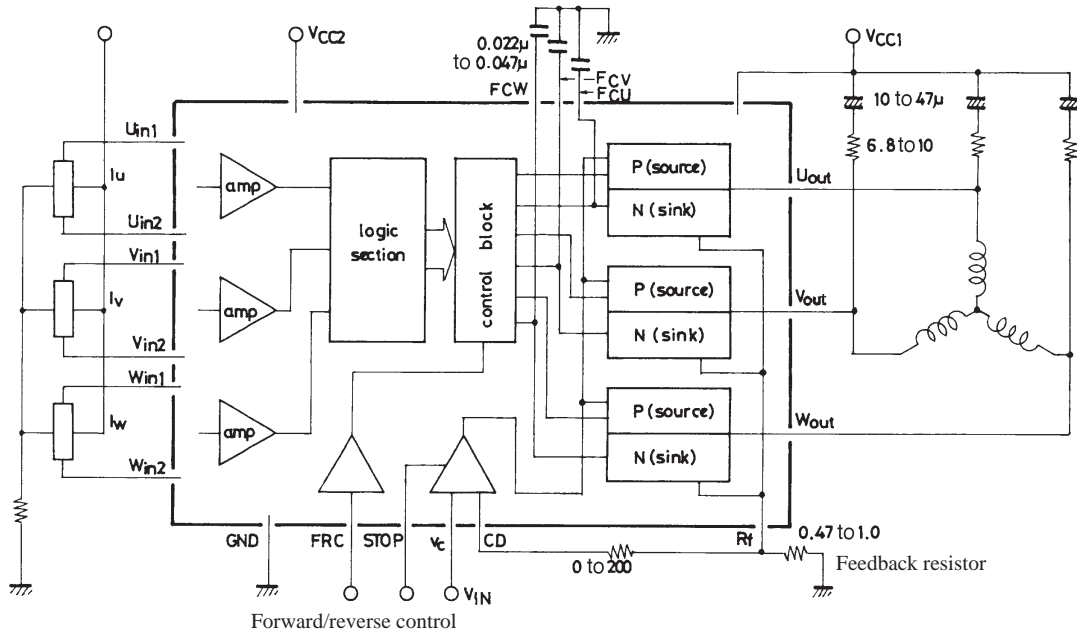 VCC2
0.022μ
to 0.047μ
FCW
FCV
FCU
VCC1
10 to 47μ
6.8 to 10
Uin1
Iu
Uin2
Vin1
Iv
Vin2
Win1
Iw
Win2
amp
amp
amp
logic
section
control block
P (source)
N (sink)
P (source)
N (sink)
P (source)
N (sink)
Uout
Vout
Wout
GND
FRC
STOP
Vc
CD
Rf
0.47 to 1.0
0 to 200
Feedback resistor
VIN
Forward/reverse control